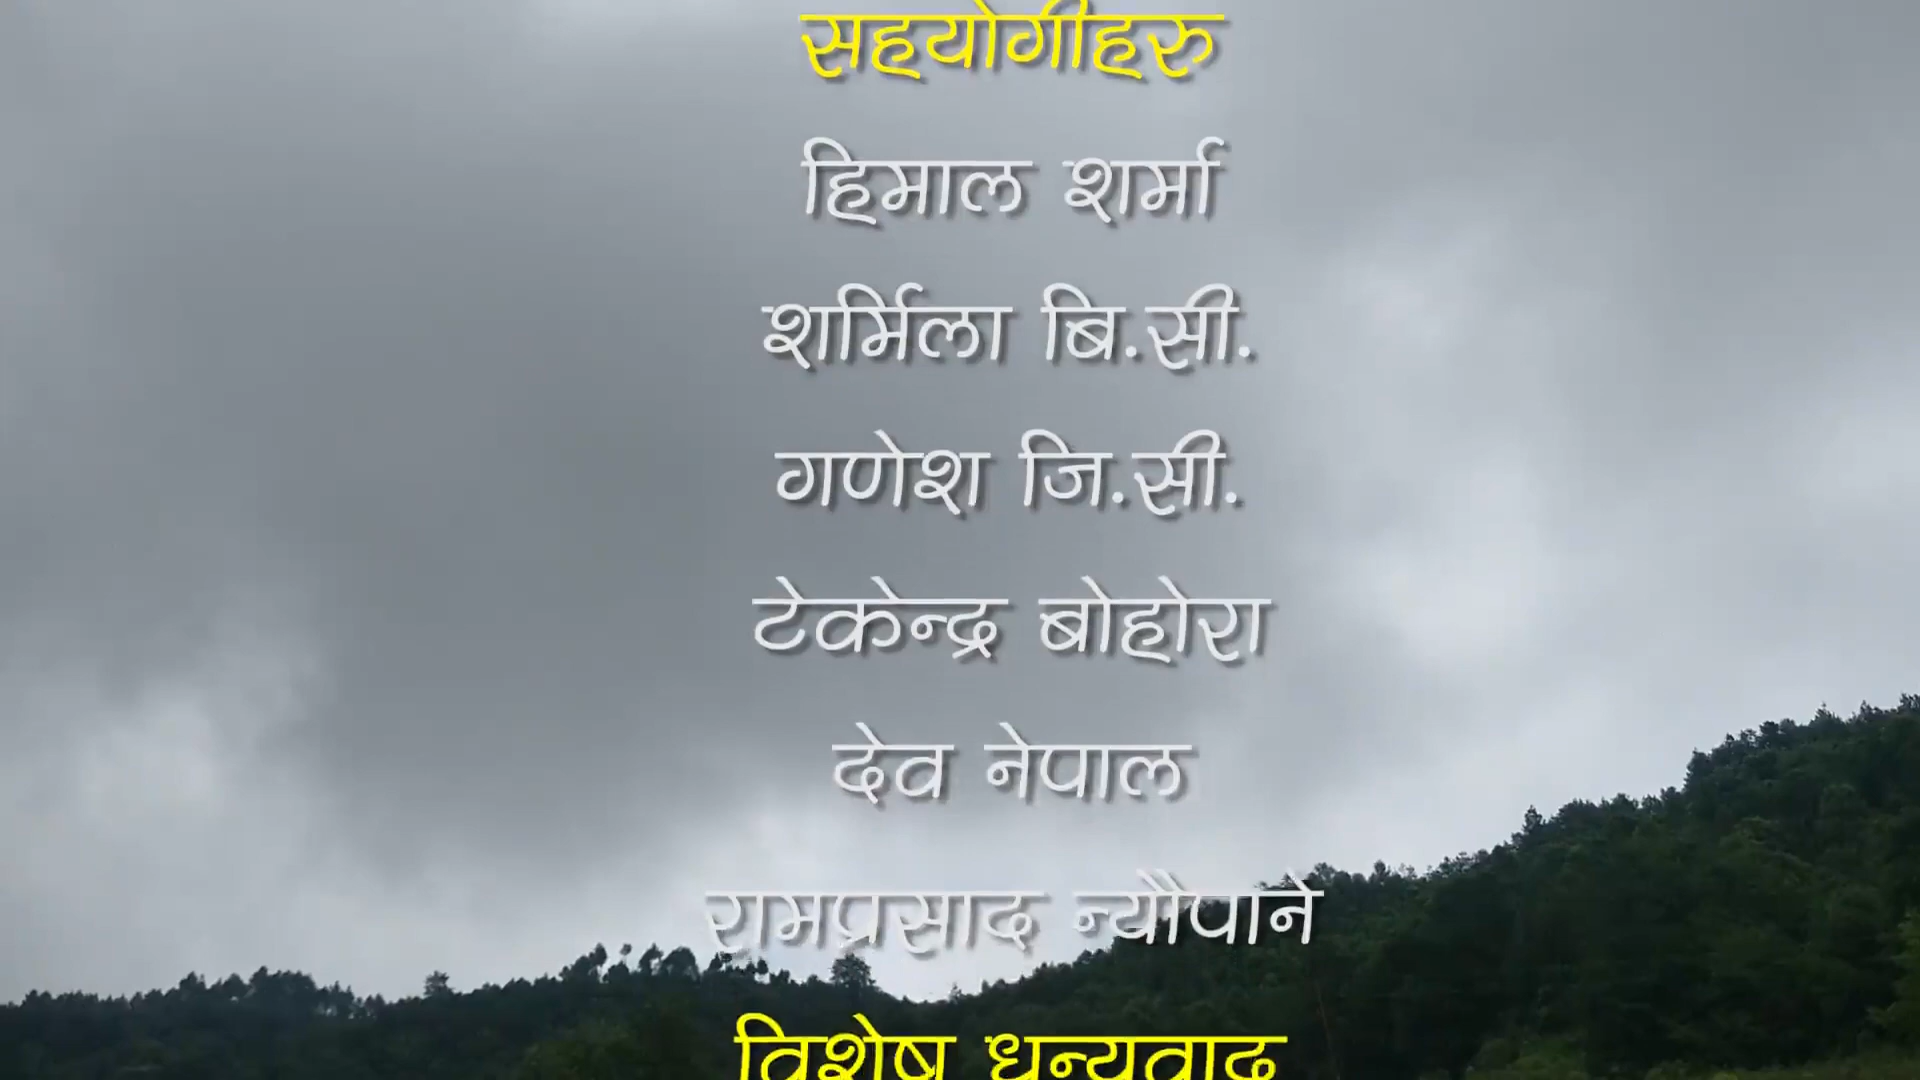 सहयोगीहरु
हिमाल शर्मा
शर्मिला बि.सी.
गणेश जि.सी.
टेकेन्द्र बोहोरा
देव नेपाल
रामप्रसाद न्यौपाने
विशेष धन्यवाद